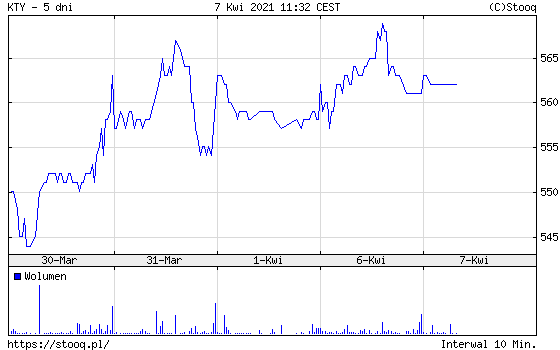 KTY - 5 dni 7 Kwi 2021 11:32 CEST (C)Stooq
565
560
555
550
545
30-Mar 31-Mar 1-Kwi 6-Kwi 7-Kwi
Wolumen
https://stooq.pl/ Interwal 10 Min.